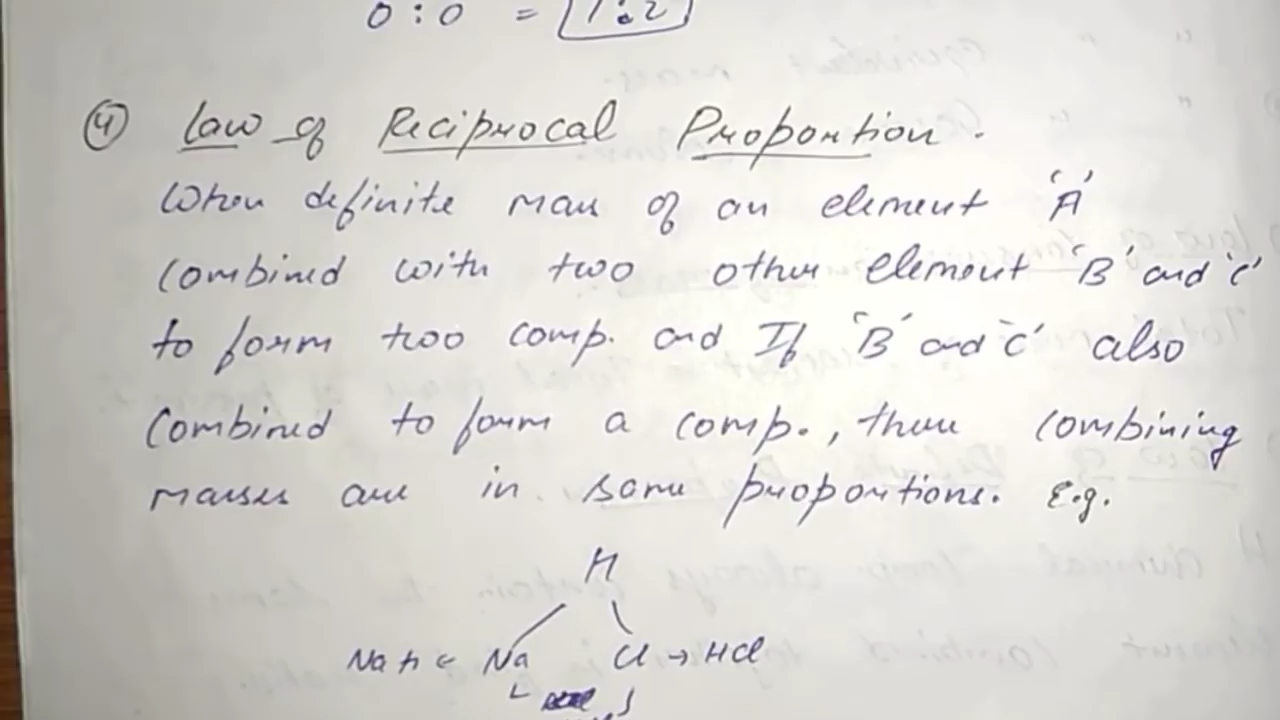 0 : 0 = 1:2
④ Law of Reciprocal Proportion.
When definite mass of an element 'A'
combined with two other element 'B' and 'C'
to form two comp. and If 'B' and 'C' also
combined to form a comp., then combining
masses are in same proportions. E.g.
H
NaH ← Na Cl → HCl